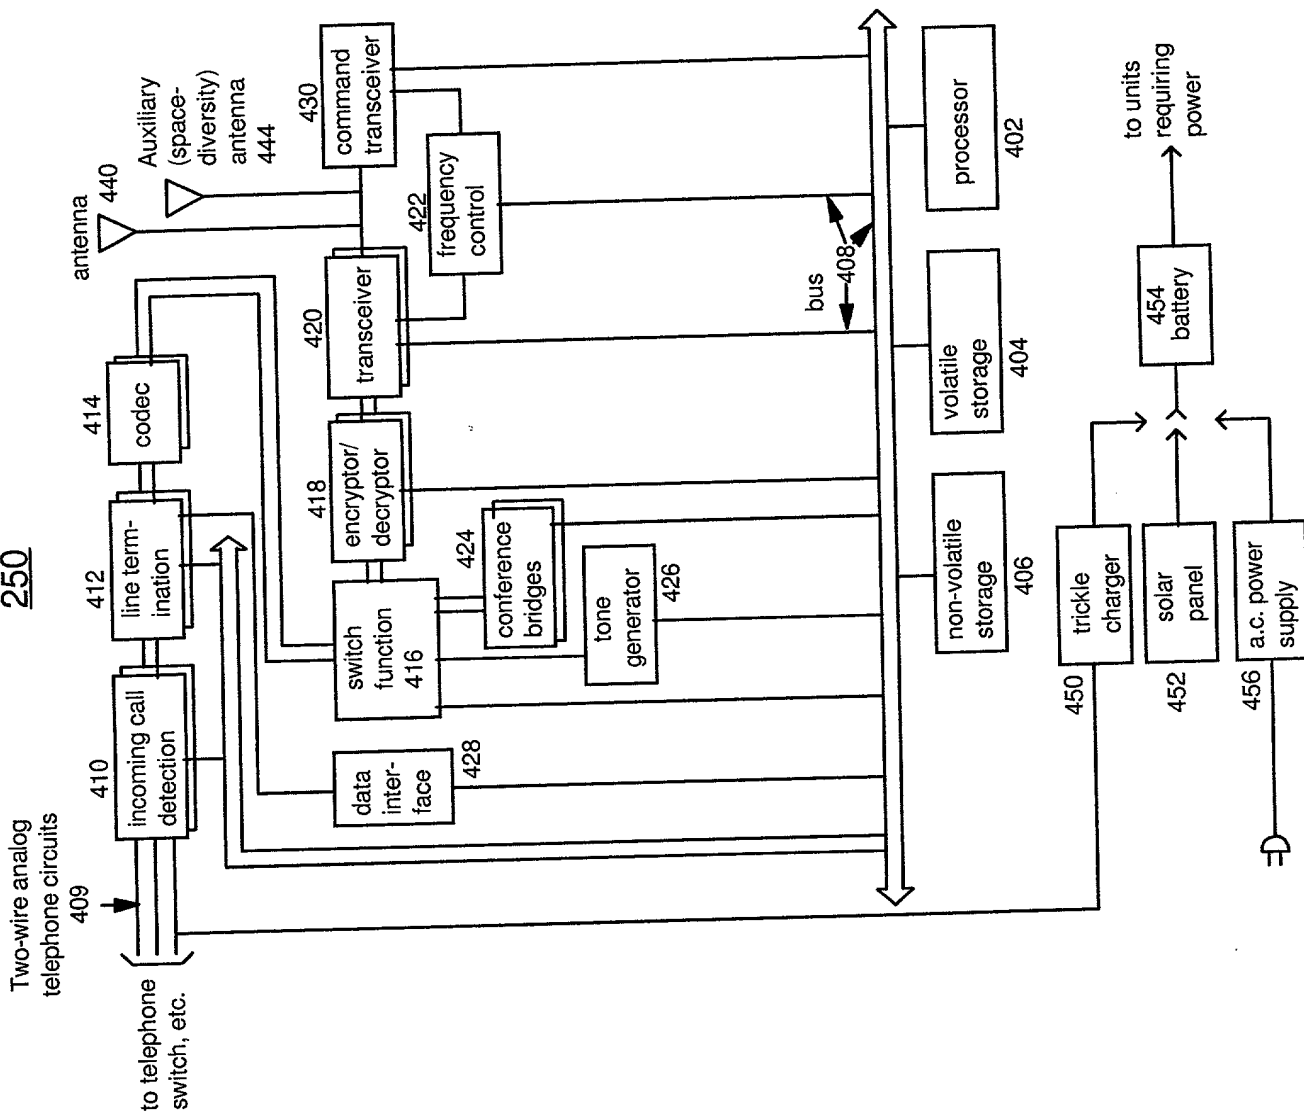 250
Two-wire analog
telephone circuits
409
to telephone
switch, etc.
410
incoming call
detection
412
line term-
ination
414
codec
antenna
440
Auxiliary
(space-
diversity)
antenna
444
data
inter-
face
428
switch
function
416
418
encryptor/
decryptor
420
transceiver
430
command
transceiver
422
frequency
control
424
conference
bridges
tone
generator
426
bus
408
non-volatile
storage
406
volatile
storage
404
processor
402
450
trickle
charger
452
solar
panel
456
a.c. power
supply
454
battery
to units
requiring
power